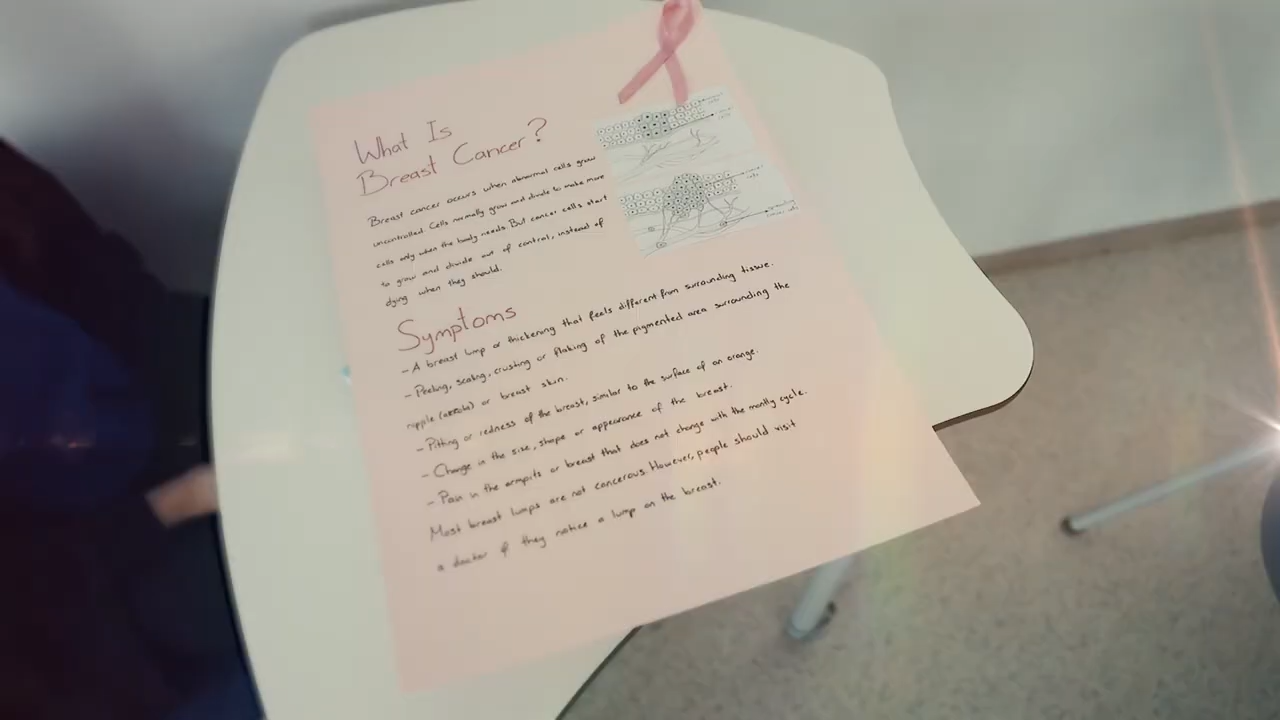 What Is
Breast Cancer?
Breast cancer occurs when abnormal cells grow
uncontrolled. Cells normally grow and divide to make more
cells only when the body needs. But cancer cells start
to grow and divide out of control, instead of
dying when they should.
Symptoms
- A breast lump or thickening that feels different from surrounding tissue.
- Peeling, scaling, crusting or flaking of the pigmented area surrounding the
nipple (areola) or breast skin.
- Pitting or redness of the breast, similar to the surface of an orange.
- Change in the size, shape or appearance of the breast.
- Pain in the armpits or breast that does not change with the montly cycle.
Most breast lumps are not cancerous. However, people should visit
a doctor if they notice a lump on the breast.